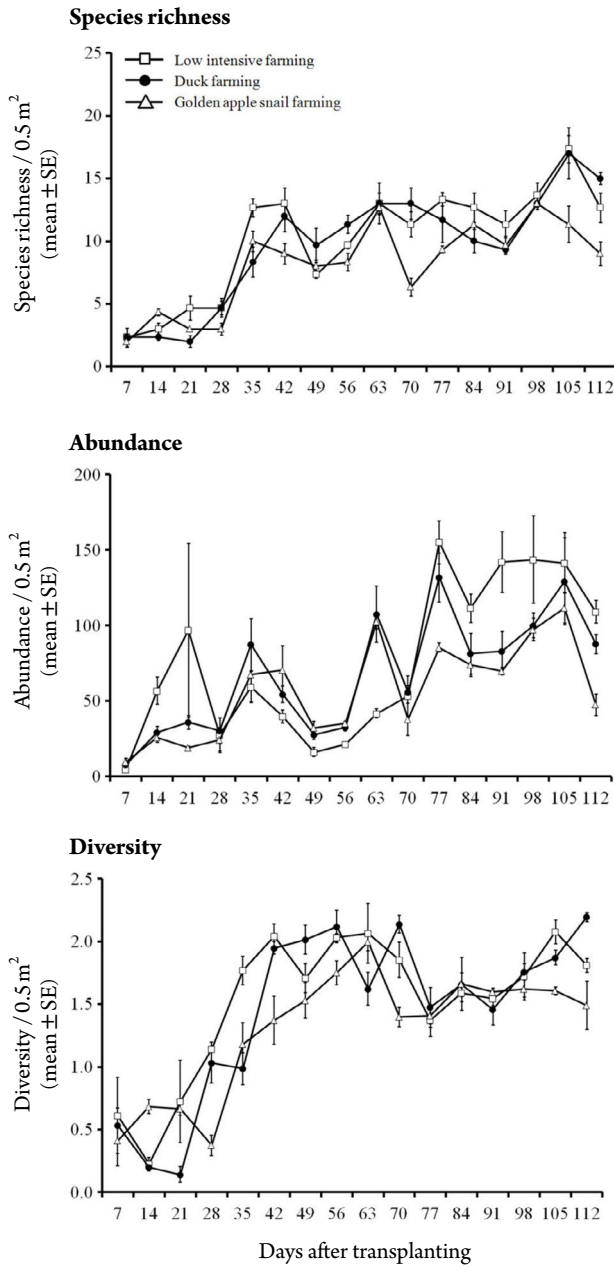 Species richness
25
20
15
10
5
0
Species richness / 0.5 m²
(mean ± SE)
Low intensive farming
Duck farming
Golden apple snail farming
7 14 21 28 35 42 49 56 63 70 77 84 91 98 105 112
Abundance
200
150
100
50
0
Abundance / 0.5 m²
(mean ± SE)
7 14 21 28 35 42 49 56 63 70 77 84 91 98 105 112
Diversity
2.5
2.0
1.5
1.0
0.5
0.0
Diversity / 0.5 m²
(mean ± SE)
7 14 21 28 35 42 49 56 63 70 77 84 91 98 105 112
Days after transplanting